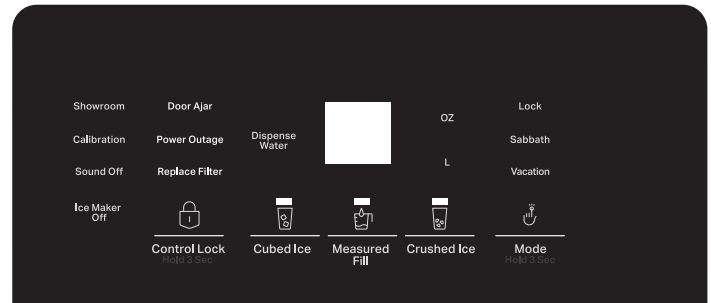 Showroom
Door Ajar
OZ
Lock
Calibration
Power Outage
Dispense
Water
Sabbath
Sound Off
Replace Filter
L
Vacation
Ice Maker
Off
Control Lock
Hold 3 Sec
Cubed Ice
Measured
Fill
Crushed Ice
Mode
Hold 3 Sec